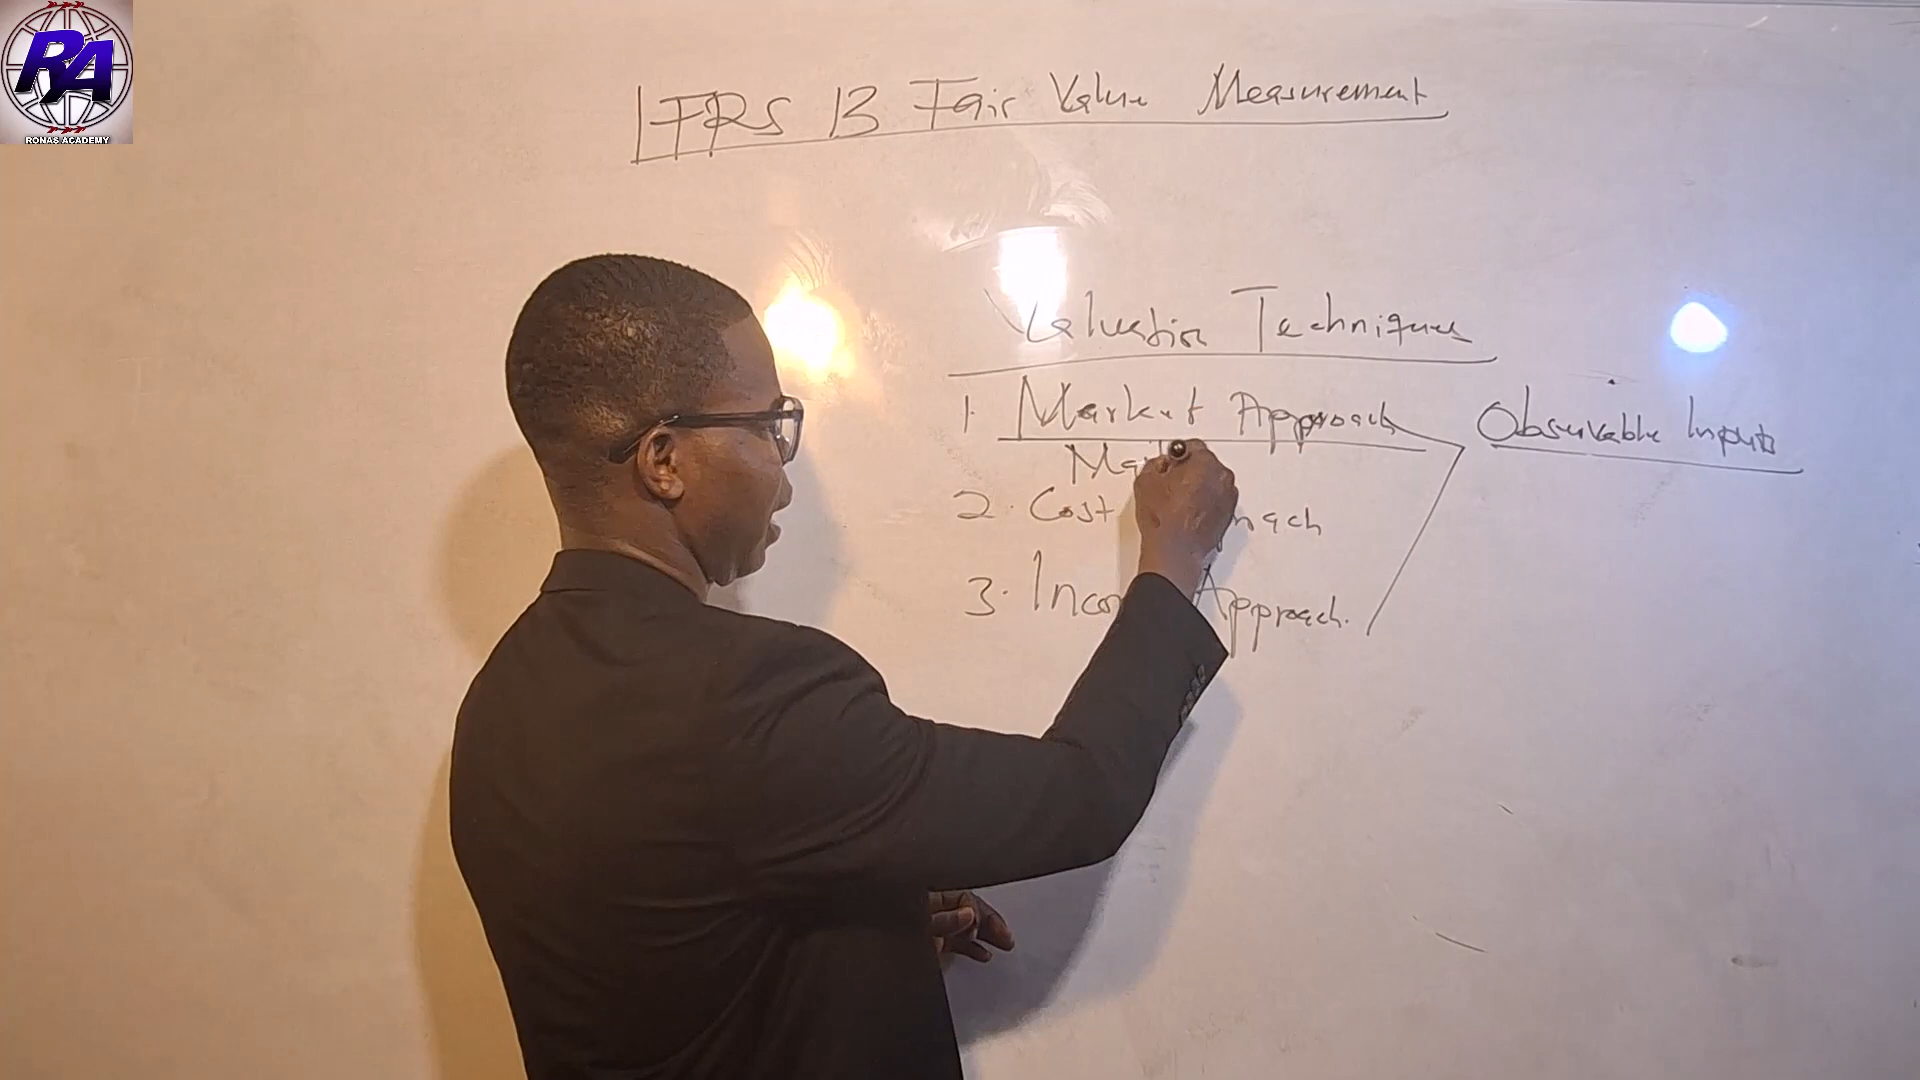 RA
RONAS ACADEMY
IFRS 13 Fair Value Measurement
Valuation Techniques
1. Market Approach
Observable Inputs
2. Cost
3. Approach.